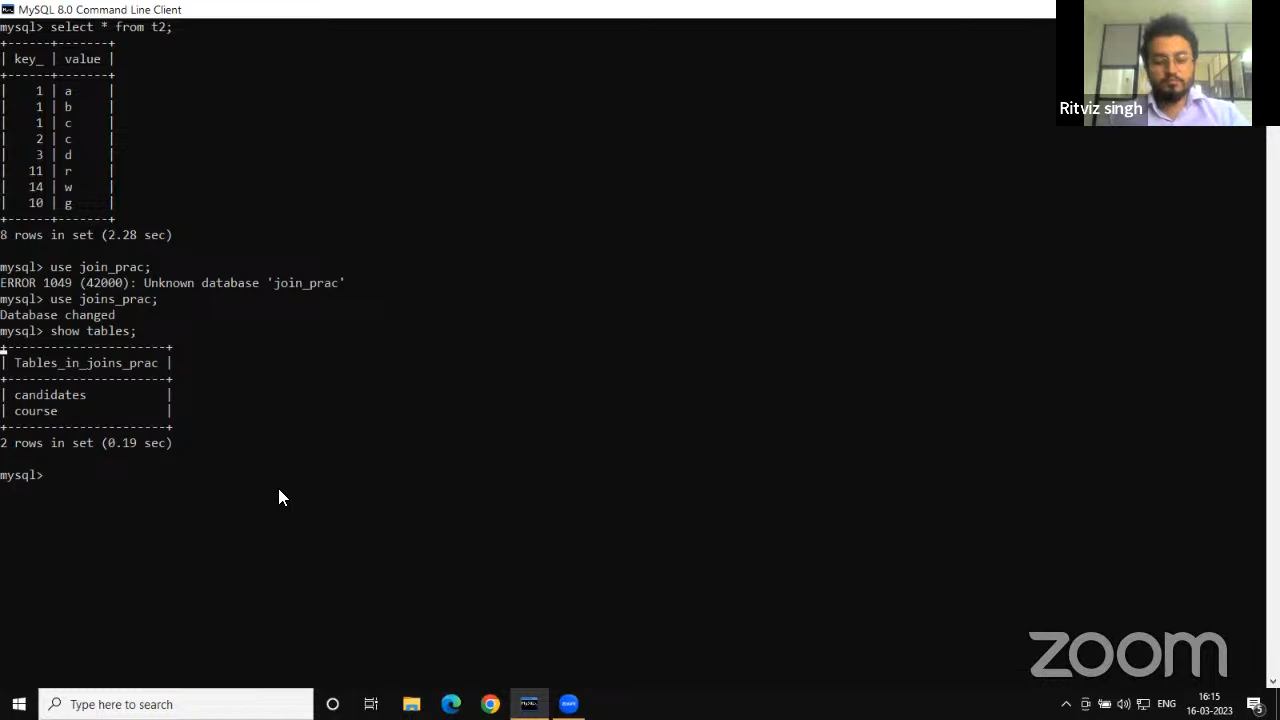 MySQL 8.0 Command Line Client
mysql> select * from t2;
+------+-------+
| key_ | value |
+------+-------+
|    1 | a     |
|    1 | b     |
|    1 | c     |
|    2 | c     |
|    3 | d     |
|   11 | r     |
|   14 | w     |
|   10 | g     |
+------+-------+
8 rows in set (2.28 sec)
mysql> use join_prac;
ERROR 1049 (42000): Unknown database 'join_prac'
mysql> use joins_prac;
Database changed
mysql> show tables;
+----------------------+
| Tables_in_joins_prac |
+----------------------+
| candidates           |
| course               |
+----------------------+
2 rows in set (0.19 sec)
mysql>
Ritviz singh
zoom
Type here to search
MySQL
zoom
ENG
16:15
16-03-2023
5